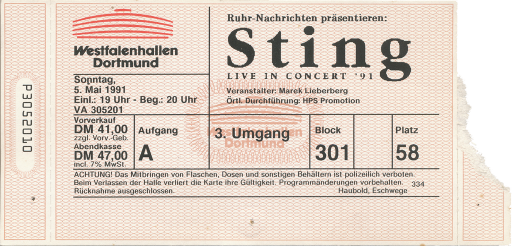 Ruhr-Nachrichten präsentieren:
Sting
LIVE IN CONCERT '91
Westfalenhallen
Dortmund
Sonntag,
5. Mai 1991
Einl.: 19 Uhr - Beg.: 20 Uhr
VA 305201
Veranstalter: Marek Lieberberg
Örtl. Durchführung: HPS Promotion
P3052010
Vorverkauf
DM 41,00
zzgl. Vorv.-Geb.
Abendkasse
DM 47,00
incl. 7% MwSt.
Aufgang
A
3. Umgang
Westfalenhallen
Dortmund
Block
301
Platz
58
ACHTUNG! Das Mitbringen von Flaschen, Dosen und sonstigen Behältern ist polizeilich verboten.
Beim Verlassen der Halle verliert die Karte ihre Gültigkeit. Programmänderungen vorbehalten. 334
Rücknahme ausgeschlossen. Haubold, Eschwege